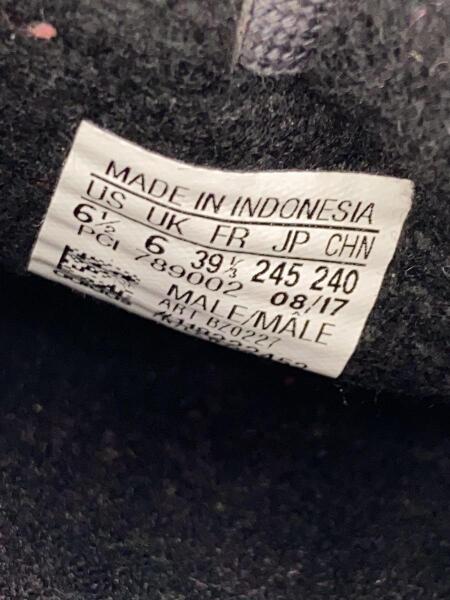 MADE IN INDONESIA
US UK FR JP CHN
6½ 6 39⅓ 245 240
PCI 789002 08/17
MALE/MÂLE
ART BZ0227